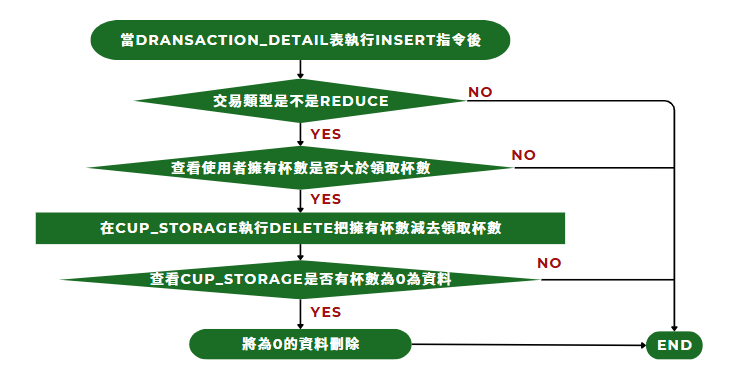 當DRANSACTION_DETAIL表執行INSERT指令後
交易類型是不是REDUCE
NO
YES
查看使用者擁有杯數是否大於領取杯數
NO
YES
在CUP_STORAGE執行DELETE把擁有杯數減去領取杯數
查看CUP_STORAGE是否有杯數為0為資料
NO
YES
將為0的資料刪除
END